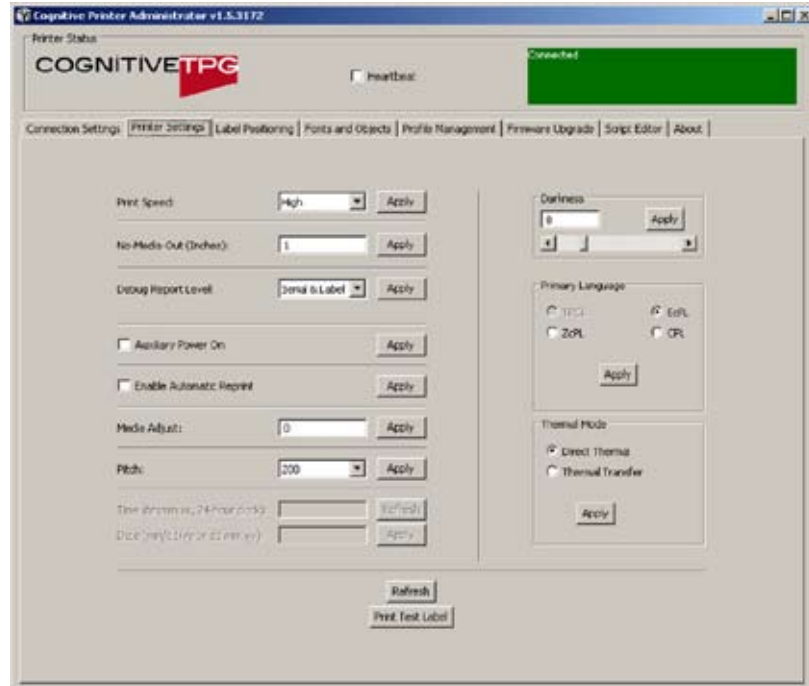 Cognitive Printer Administrator v1.5.3172
Printer Status
COGNITIVETPG
Heartbeat
Connected
Connection Settings Printer Settings Label Positioning Fonts and Objects Profile Management Firmware Upgrade Script Editor About
Print Speed: High Apply
No-Media-Out (Inches): 1 Apply
Debug Report Level: Serial & Label Apply
Auxiliary Power On Apply
Enable Automatic Reprint Apply
Media Adjust: 0 Apply
Pitch: 200 Apply
Refresh
Apply
Darkness
Apply
Primary Language
EcPL
ZcPL CPL
Apply
Thermal Mode
Direct Thermal
Thermal Transfer
Apply
Refresh
Print Test Label